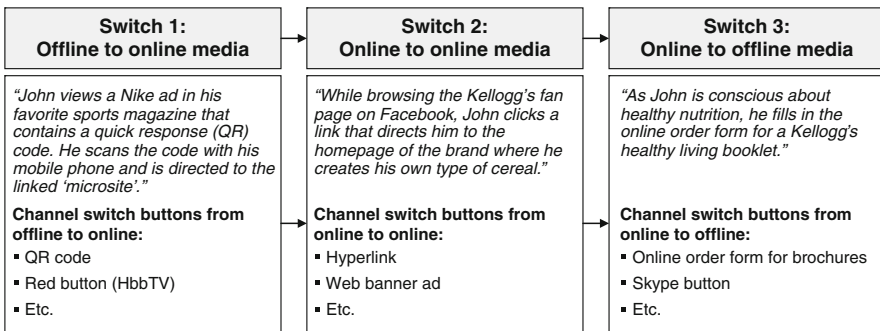 Switch 1:
Offline to online media
“John views a Nike ad in his
favorite sports magazine that
contains a quick response (QR)
code. He scans the code with his
mobile phone and is directed to the
linked ‘microsite’.”
Channel switch buttons from
offline to online:
▪ QR code
▪ Red button (HbbTV)
▪ Etc.
Switch 2:
Online to online media
“While browsing the Kellogg’s fan
page on Facebook, John clicks a
link that directs him to the
homepage of the brand where he
creates his own type of cereal.”
Channel switch buttons from
online to online:
▪ Hyperlink
▪ Web banner ad
▪ Etc.
Switch 3:
Online to offline media
“As John is conscious about
healthy nutrition, he fills in the
online order form for a Kellogg’s
healthy living booklet.”
Channel switch buttons from
online to offline:
▪ Online order form for brochures
▪ Skype button
▪ Etc.